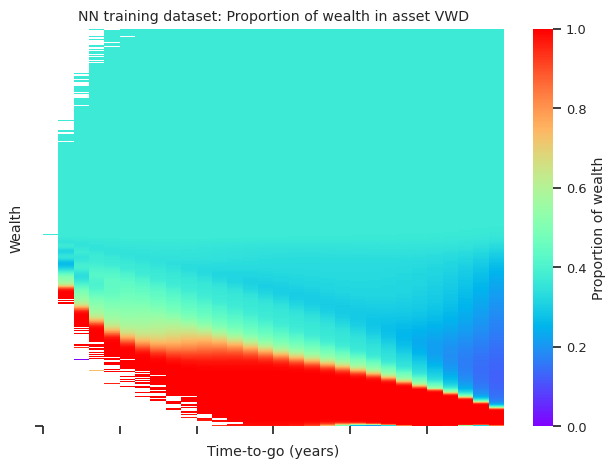 NN training dataset: Proportion of wealth in asset VWD
Wealth
Time-to-go (years)
1.0
0.8
0.6
0.4
0.2
0.0
Proportion of wealth